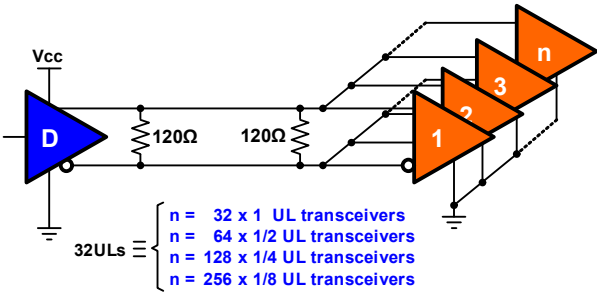 n
Vcc
3
2
D
120Ω
120Ω
1
n = 32 x 1 UL transceivers
n = 64 x 1/2 UL transceivers
32ULs ≡
n = 128 x 1/4 UL transceivers
n = 256 x 1/8 UL transceivers